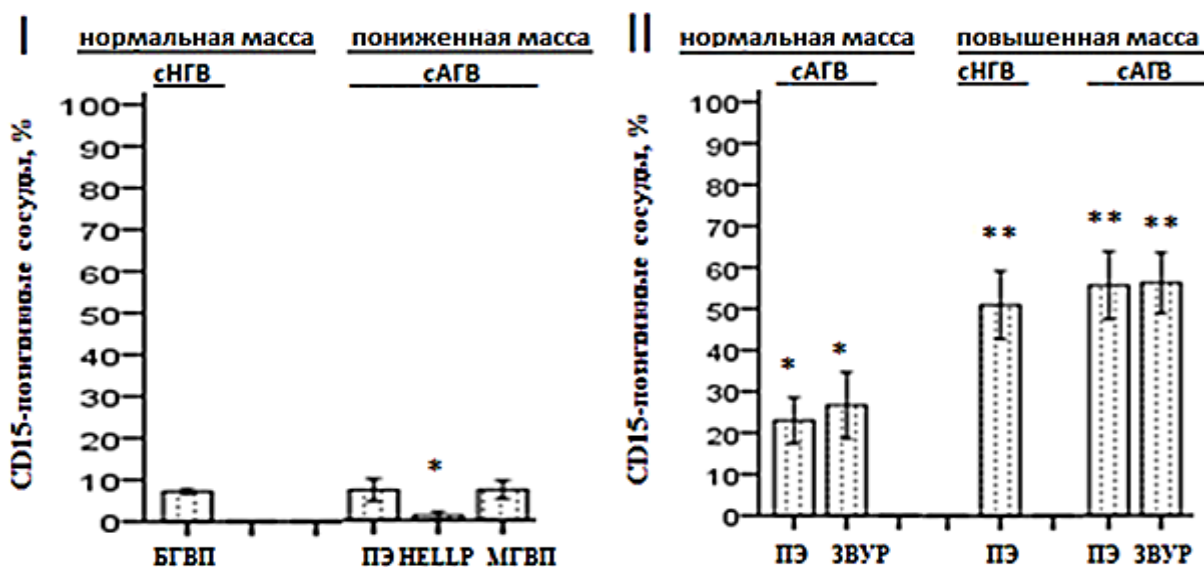 I
нормальная масса пониженная масса
сНГВ сАГВ
CD15-позитивные сосуды, %
100
90
80
70
60
50
40
30
20
10
0
*
БГВП ПЭ HELLP МГВП
II
нормальная масса повышенная масса
сАГВ сНГВ сАГВ
CD15-позитивные сосуды, %
100
90
80
70
60
50
40
30
20
10
0
* * ** ** **
ПЭ ЗВУР ПЭ ПЭ ЗВУР